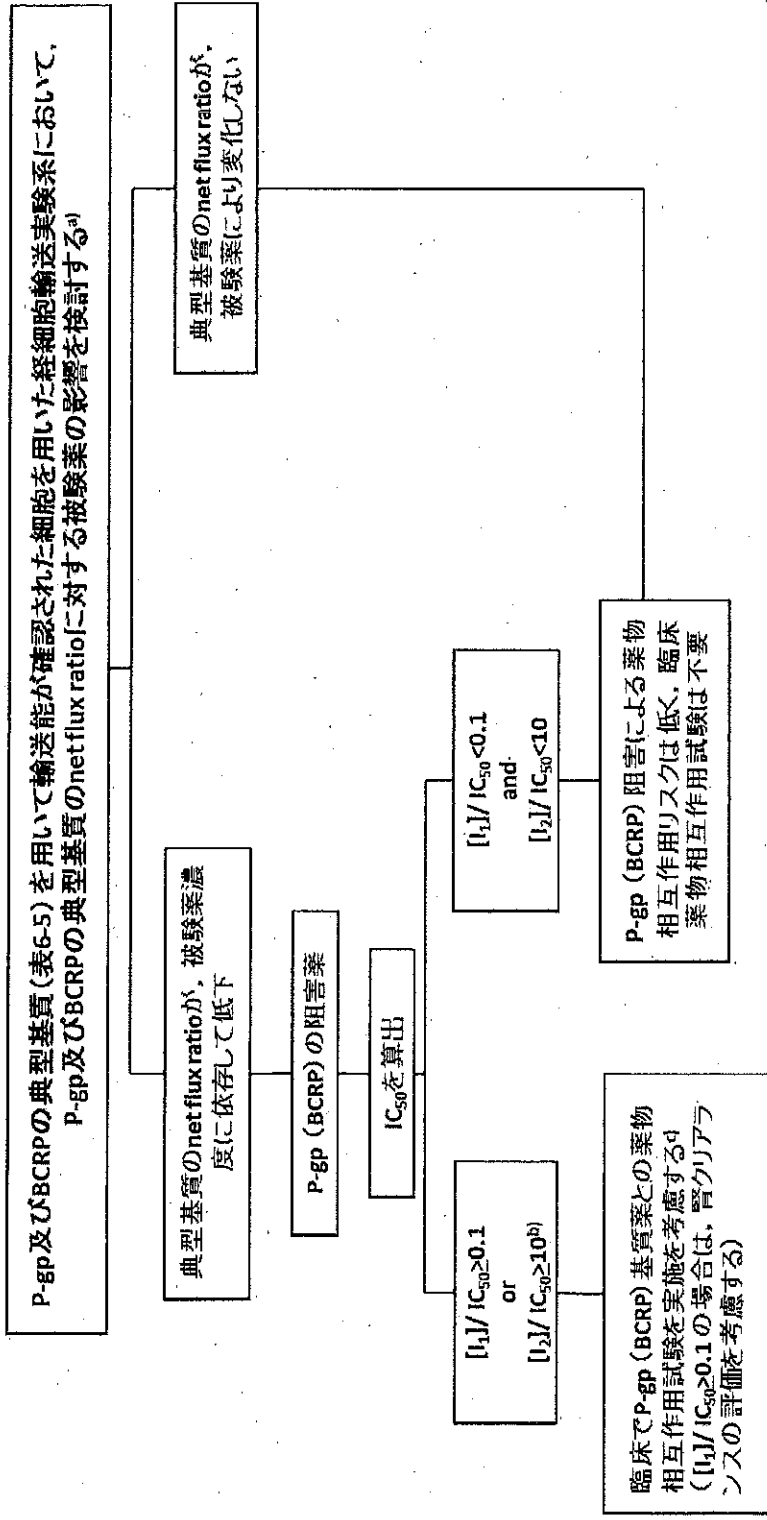 P-gp及びBCRPの典型基質(表6-5)を用いて輸送能が確認された細胞を用いた経細胞輸送実験系において,
P-gp及びBCRPの典型基質のnet flux ratioに対する被験薬の影響を検討するa)
典型基質のnet flux ratioが, 被験薬濃
度に依存して低下
典型基質のnet flux ratioが,
被験薬により変化しない
P-gp (BCRP) の阻害薬
IC50を算出
[I1]/ IC50≥0.1
or
[I2]/ IC50≥10b)
[I1]/ IC50<0.1
and
[I2]/ IC50<10
臨床でP-gp (BCRP) 基質薬との薬物
相互作用試験を実施を考慮するc)
([I1]/ IC50≥0.1 の場合は, 腎クリアラ
ンスの評価を考慮する)
P-gp (BCRP) 阻害による薬物
相互作用リスクは低く, 臨床
薬物相互作用試験は不要